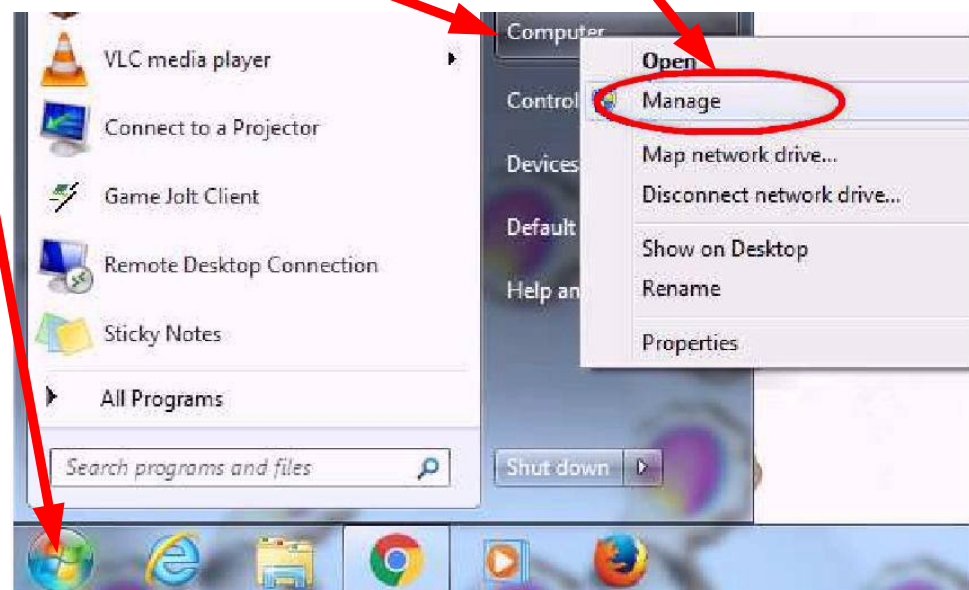 VLC media player
Connect to a Projector
Game Jolt Client
Remote Desktop Connection
Sticky Notes
All Programs
Search programs and files
Computer
Control
Devices
Default
Help an
Shut down
Open
Manage
Map network drive...
Disconnect network drive...
Show on Desktop
Rename
Properties